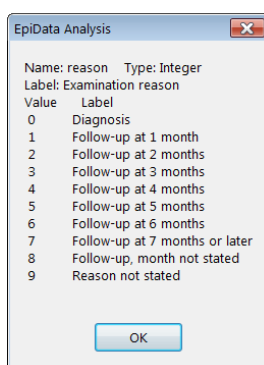 EpiData Analysis
Name: reason Type: Integer
Label: Examination reason
Value Label
0 Diagnosis
1 Follow-up at 1 month
2 Follow-up at 2 months
3 Follow-up at 3 months
4 Follow-up at 4 months
5 Follow-up at 5 months
6 Follow-up at 6 months
7 Follow-up at 7 months or later
8 Follow-up, month not stated
9 Reason not stated
OK